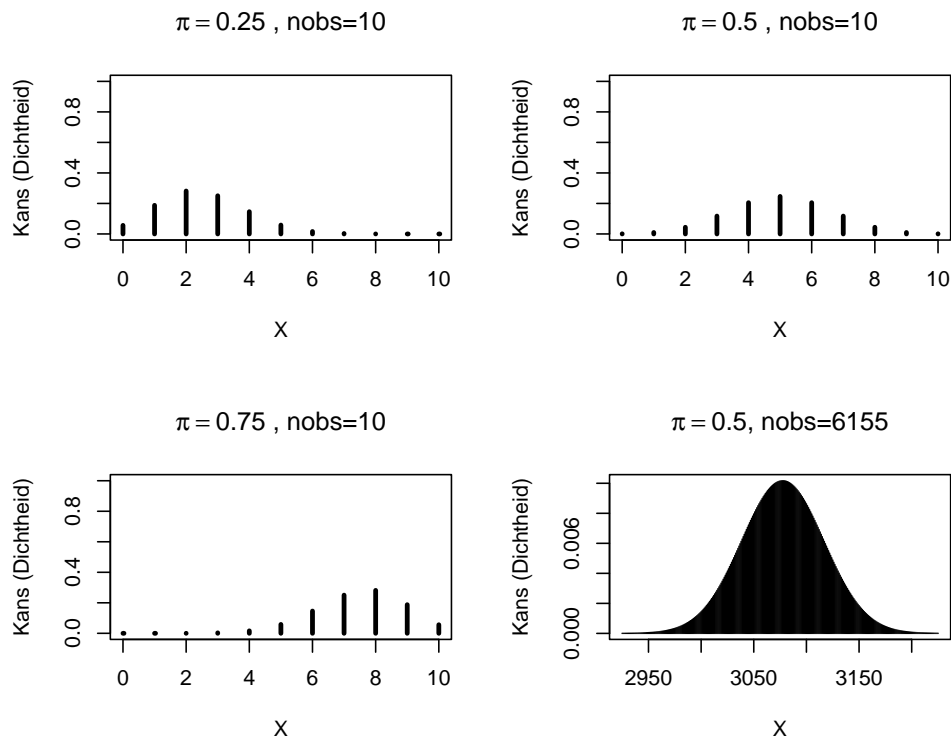 π = 0.25 , nobs=10
Kans (Dichtheid)
0.0 0.4 0.8
0 2 4 6 8 10
X
π = 0.5 , nobs=10
Kans (Dichtheid)
0.0 0.4 0.8
0 2 4 6 8 10
X
π = 0.75 , nobs=10
Kans (Dichtheid)
0.0 0.4 0.8
0 2 4 6 8 10
X
π = 0.5, nobs=6155
Kans (Dichtheid)
0.000 0.006
2950 3050 3150
X